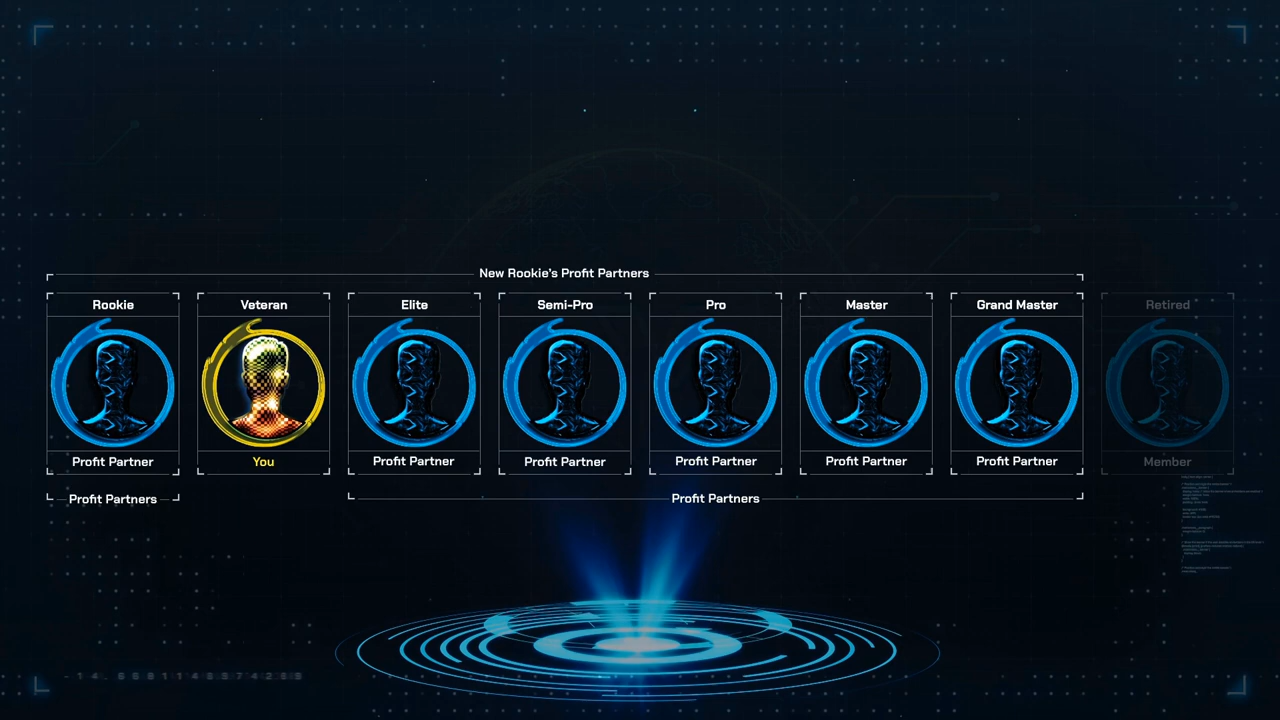 New Rookie's Profit Partners
Rookie
Veteran
Elite
Semi-Pro
Pro
Master
Grand Master
Retired
Profit Partner
You
Profit Partner
Profit Partner
Profit Partner
Profit Partner
Profit Partner
Member
Profit Partners
Profit Partners